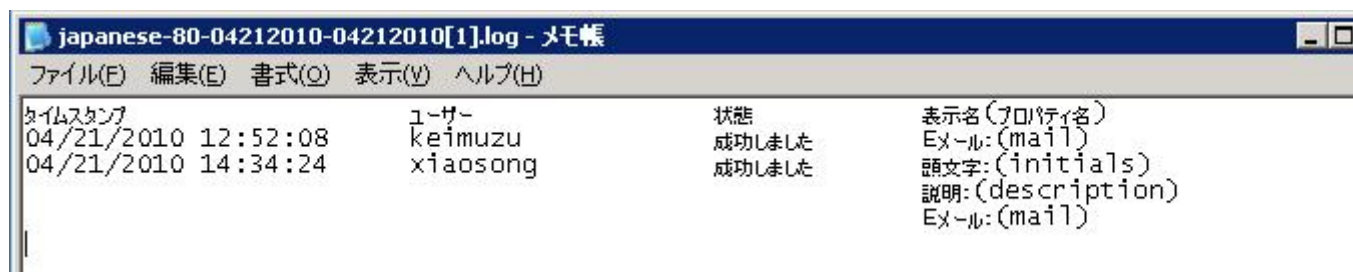 japanese-80-04212010-04212010[1].log - メモ帳
ファイル(F) 編集(E) 書式(O) 表示(V) ヘルプ(H)
タイムスタンプ ユーザー 状態 表示名(プロパティ名)
04/21/2010 12:52:08 keimuzu 成功しました Eメール:(mail)
04/21/2010 14:34:24 xiaosong 成功しました 頭文字:(initials)
説明:(description)
Eメール:(mail)